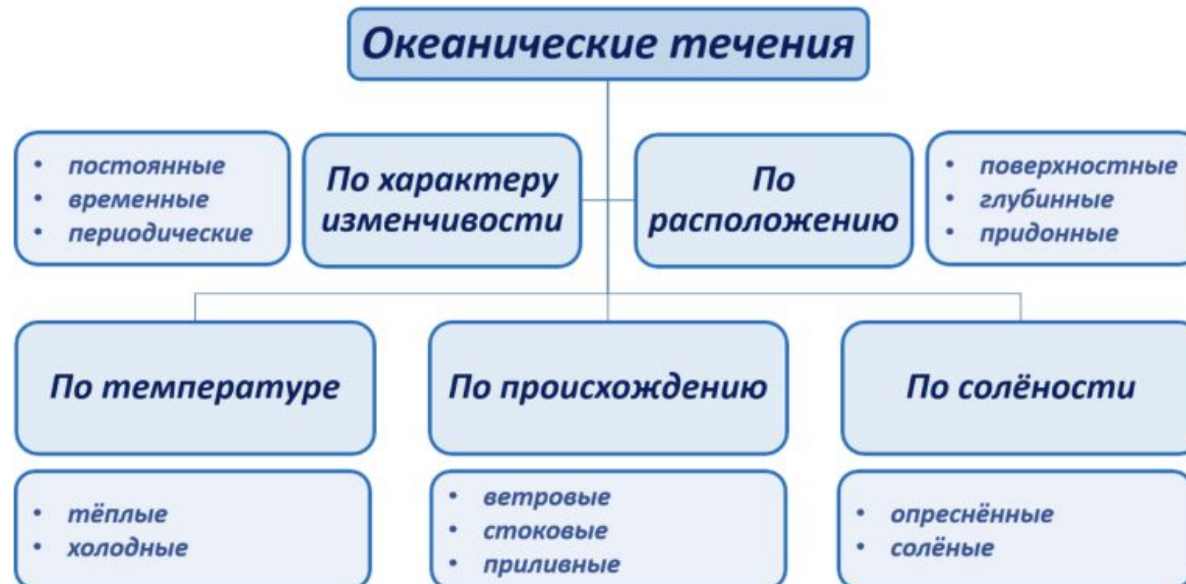 Океанические течения
• постоянные
• временные
• периодические
По характеру
изменчивости
По
расположению
• поверхностные
• глубинные
• придонные
По температуре
• тёплые
• холодные
По происхождению
• ветровые
• стоковые
• приливные
По солёности
• опреснённые
• солёные